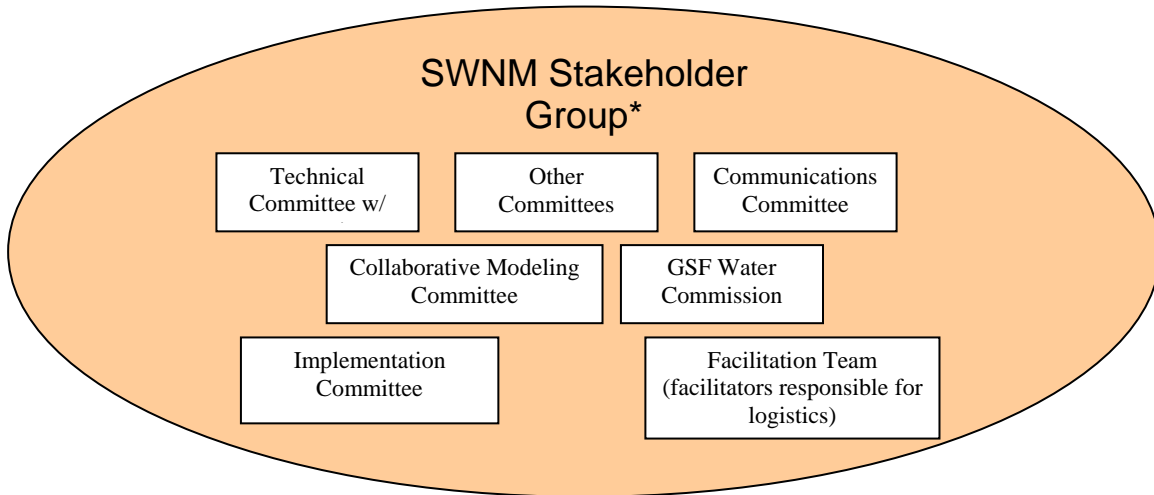 SWNM Stakeholder
Group*
Technical
Committee w/
Other
Committees
Communications
Committee
Collaborative Modeling
Committee
GSF Water
Commission
Implementation
Committee
Facilitation Team
(facilitators responsible for
logistics)